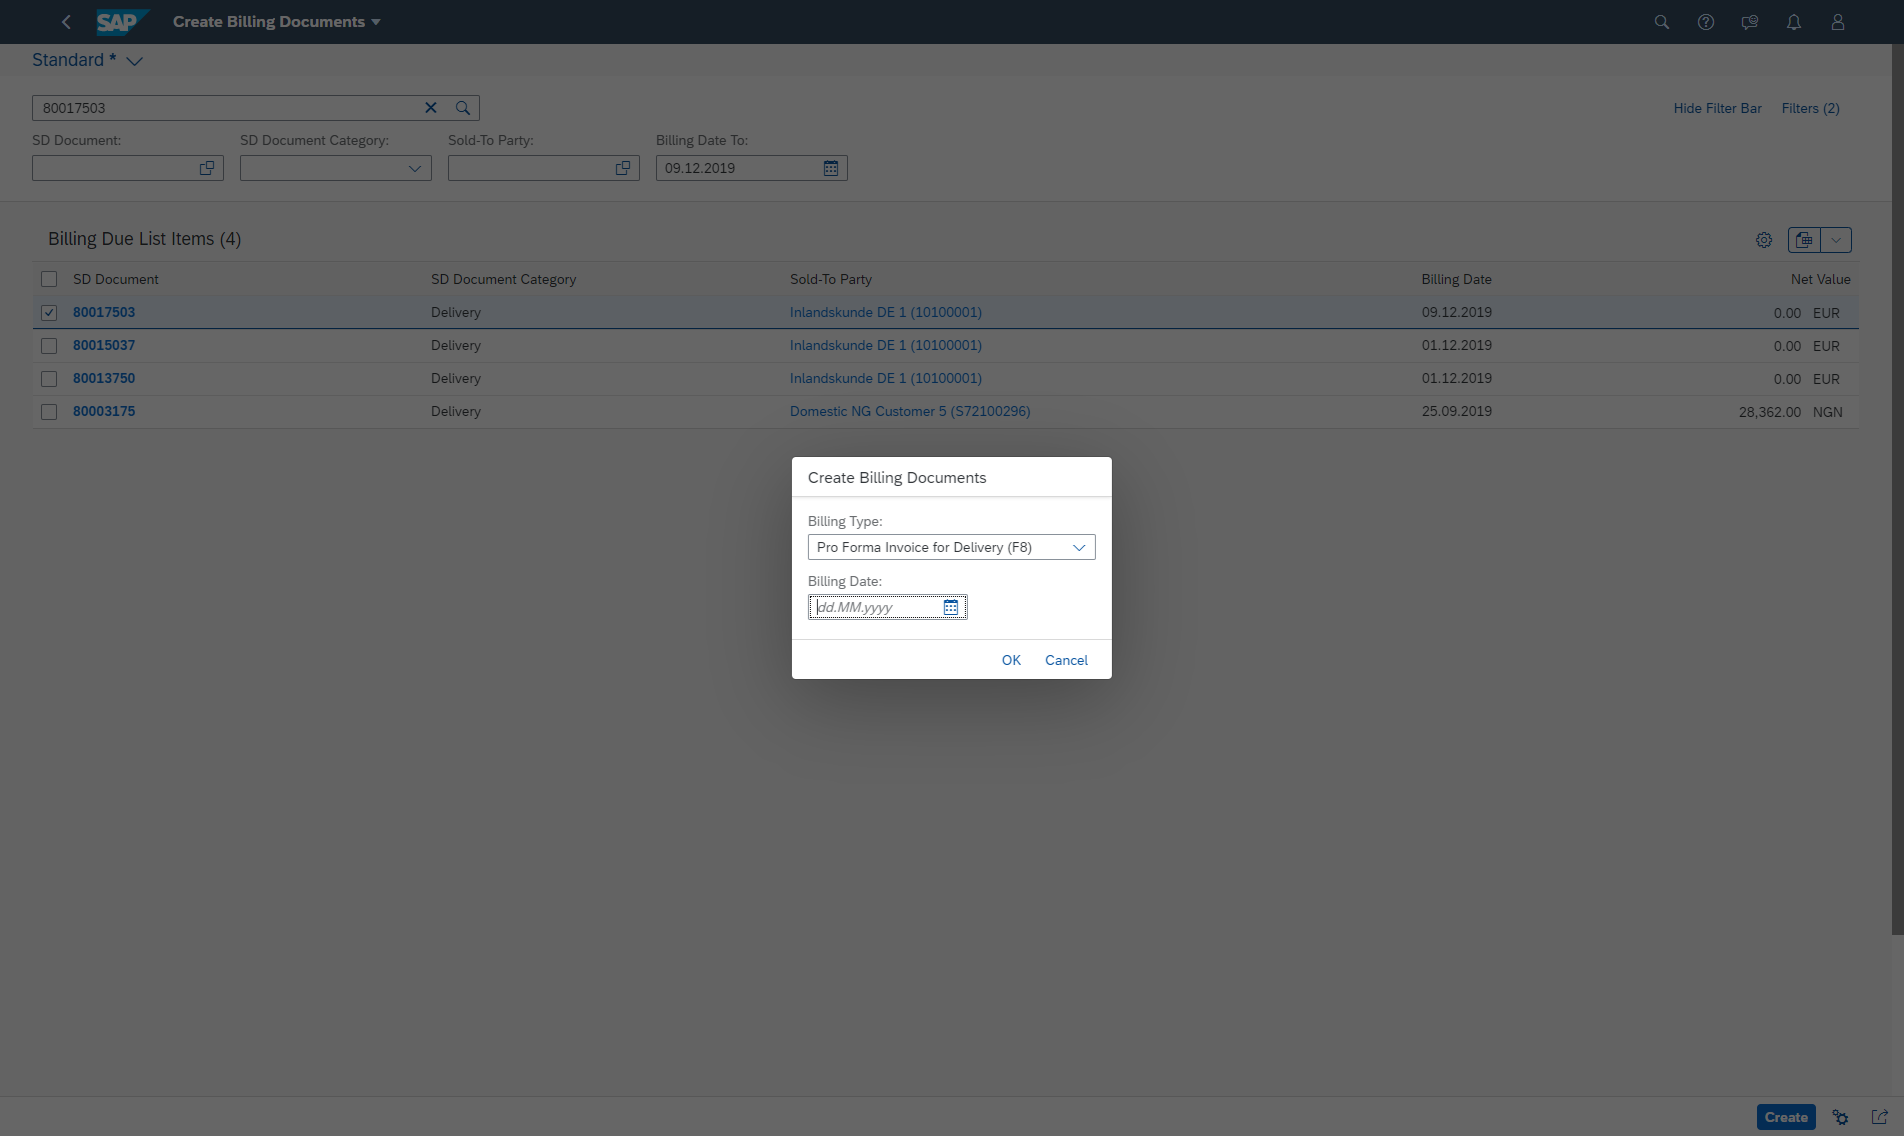 SAP Create Billing Documents
Standard *
80017503
Hide Filter Bar Filters (2)
SD Document: SD Document Category: Sold-To Party: Billing Date To:
09.12.2019
Billing Due List Items (4)
SD Document SD Document Category Sold-To Party Billing Date Net Value
80017503 Delivery Inlandskunde DE 1 (10100001) 09.12.2019 0.00 EUR
80015037 Delivery Inlandskunde DE 1 (10100001) 01.12.2019 0.00 EUR
80013750 Delivery Inlandskunde DE 1 (10100001) 01.12.2019 0.00 EUR
80003175 Delivery Domestic NG Customer 5 (S72100296) 25.09.2019 28,362.00 NGN
Create Billing Documents
Billing Type:
Pro Forma Invoice for Delivery (F8)
Billing Date:
dd.MM.yyyy
OK Cancel
Create